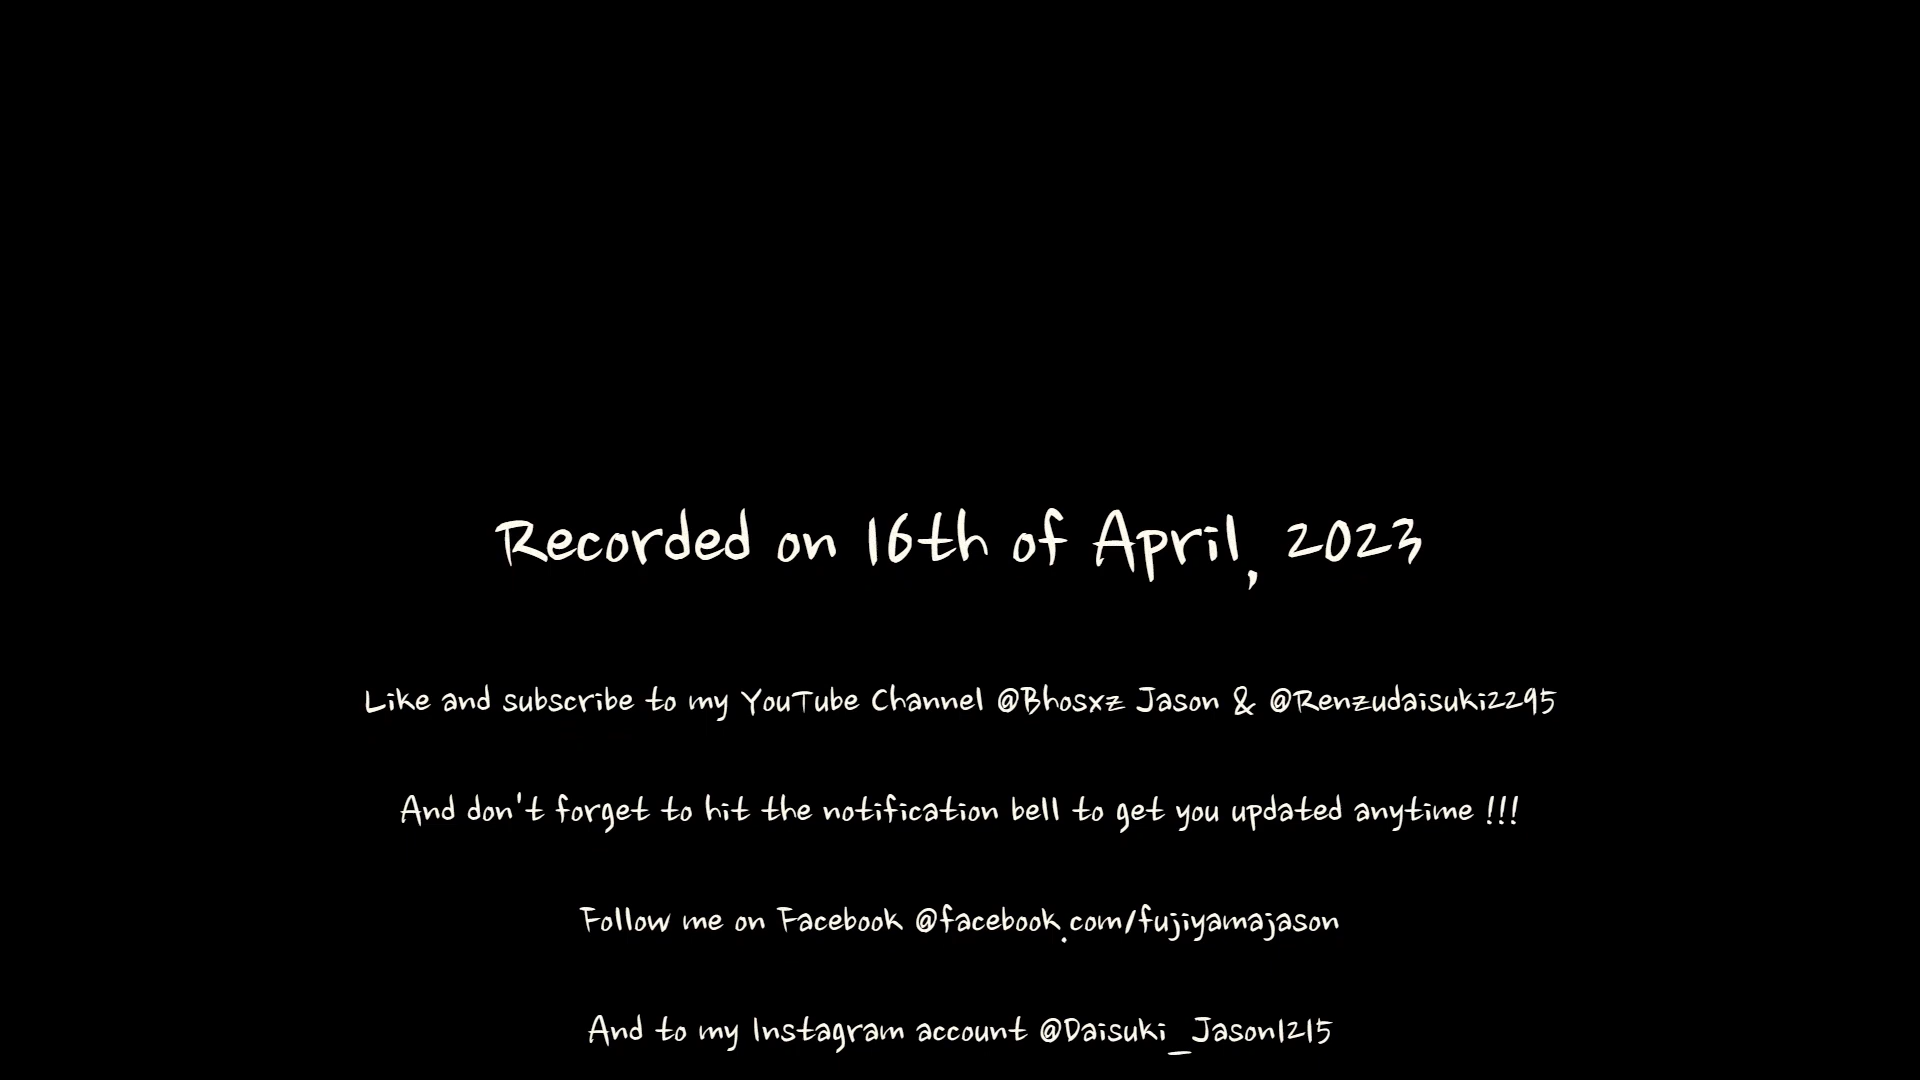 Recorded on 16th of April, 2023
Like and subscribe to my YouTube Channel @Bhosxz Jason & @Renzudaisuki2295
And don't forget to hit the notification bell to get you updated anytime !!!
Follow me on Facebook @facebook.com/fujiyamajason
And to my Instagram account @Daisuki_Jason1215